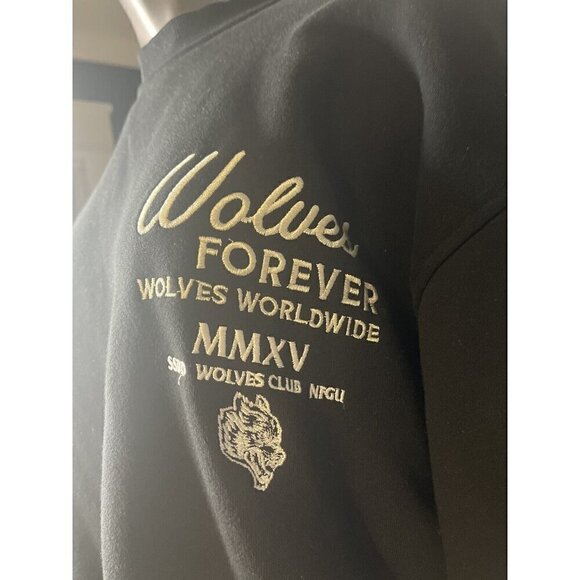 Wolves
FOREVER
WOLVES WORLDWIDE
MMXV
WOLVES CLUB NFGU